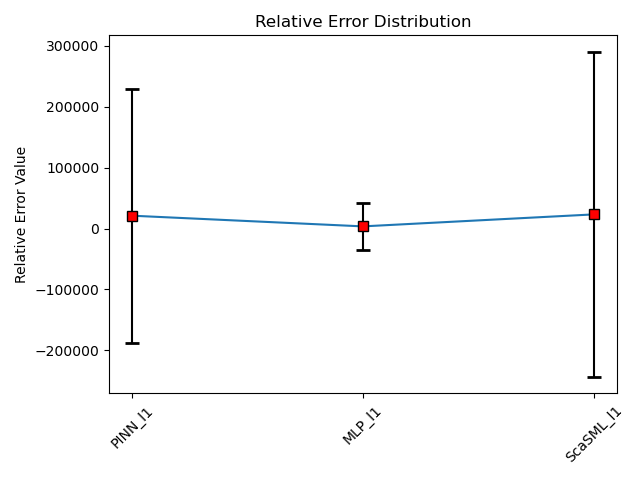 Relative Error Distribution
300000
200000
100000
0
−100000
−200000
Relative Error Value
PINN_l1
MLP_l1
ScaSML_l1